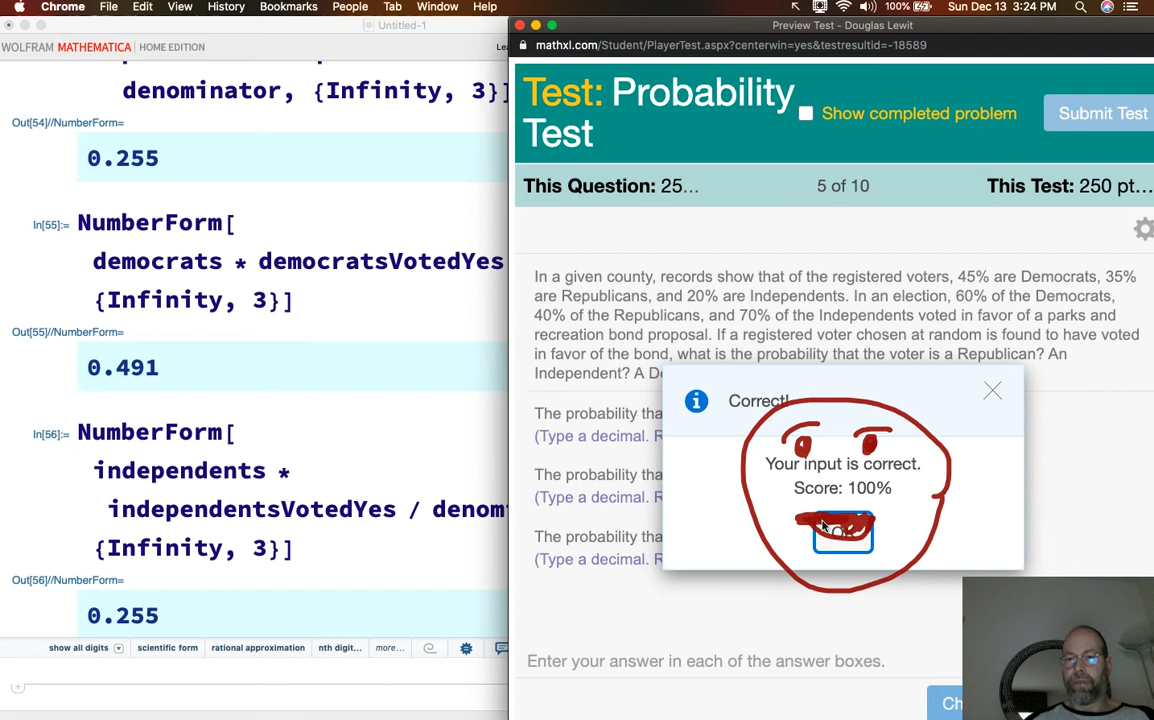 Chrome File Edit View History Bookmarks People Tab Window Help
100% Sun Dec 13 3:24 PM
Untitled-1
WOLFRAM MATHEMATICA HOME EDITION
denominator, {Infinity, 3}]
Out[54]//NumberForm=
0.255
In[55]:= NumberForm[
democrats * democratsVotedYes
{Infinity, 3}]
Out[55]//NumberForm=
0.491
In[56]:= NumberForm[
independents *
independentsVotedYes / denom
{Infinity, 3}]
Out[56]//NumberForm=
0.255
show all digits scientific form rational approximation nth digit... more...
Preview Test - Douglas Lewit
mathxl.com/Student/PlayerTest.aspx?centerwin=yes&testresultid=-18589
Test: Probability
Test
Show completed problem
Submit Test
This Question: 25... 5 of 10 This Test: 250 pt...
In a given county, records show that of the registered voters, 45% are Democrats, 35%
are Republicans, and 20% are Independents. In an election, 60% of the Democrats,
40% of the Republicans, and 70% of the Independents voted in favor of a parks and
recreation bond proposal. If a registered voter chosen at random is found to have voted
in favor of the bond, what is the probability that the voter is a Republican? An
Independent? A De
The probability tha
(Type a decimal. R
The probability tha
(Type a decimal. R
The probability tha
(Type a decimal. R
Correct!
Your input is correct.
Score: 100%
Enter your answer in each of the answer boxes.
Ch